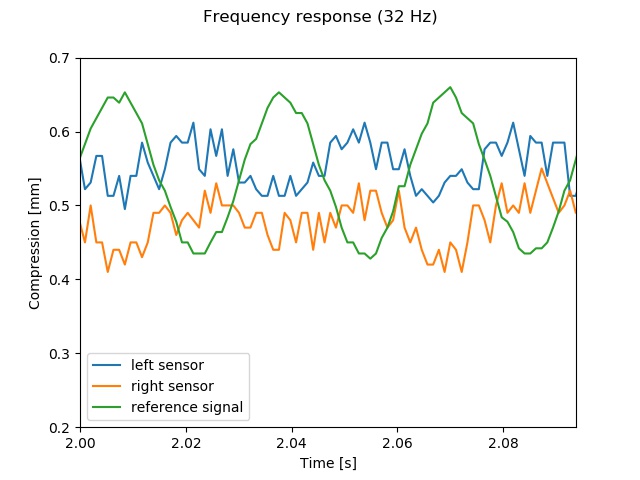 Frequency response (32 Hz)
0.7
0.6
0.5
0.4
0.3
0.2
Compression [mm]
left sensor
right sensor
reference signal
2.00 2.02 2.04 2.06 2.08
Time [s]